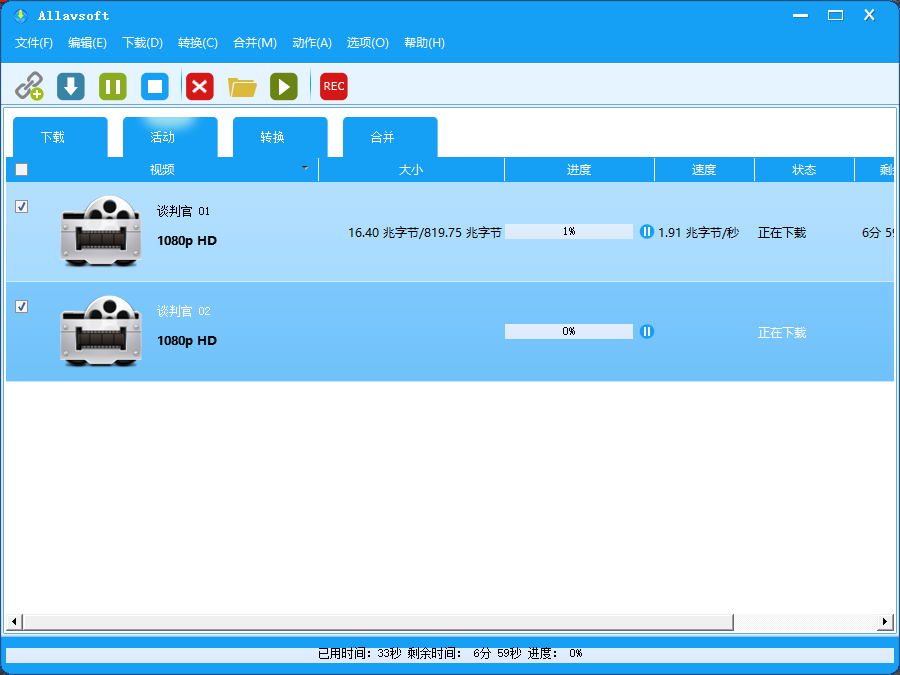 Allavsoft
文件(F) 编辑(E) 下载(D) 转换(C) 合并(M) 动作(A) 选项(O) 帮助(H)
REC
下载 活动 转换 合并
视频 大小 进度 速度 状态
谈判官 01
1080p HD
16.40 兆字节/819.75 兆字节 1% 1.91 兆字节/秒 正在下载 6分
谈判官 02
1080p HD
0% 正在下载
已用时间: 33秒 剩余时间: 6分 59秒 进度: 0%